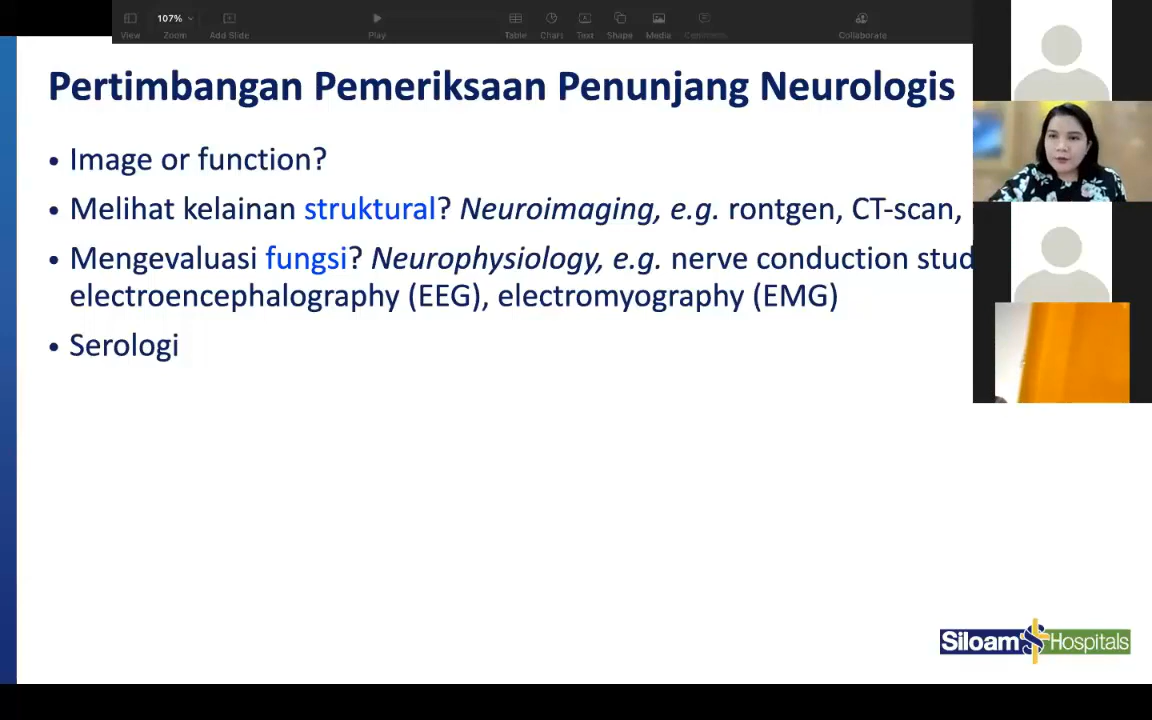 107%
View
Zoom
Add Slide
Play
Table
Chart
Text
Shape
Media
Comments
Collaborate
Pertimbangan Pemeriksaan Penunjang Neurologis
• Image or function?
• Melihat kelainan struktural? Neuroimaging, e.g. rontgen, CT-scan,
• Mengevaluasi fungsi? Neurophysiology, e.g. nerve conduction stud
electroencephalography (EEG), electromyography (EMG)
• Serologi
Siloam Hospitals